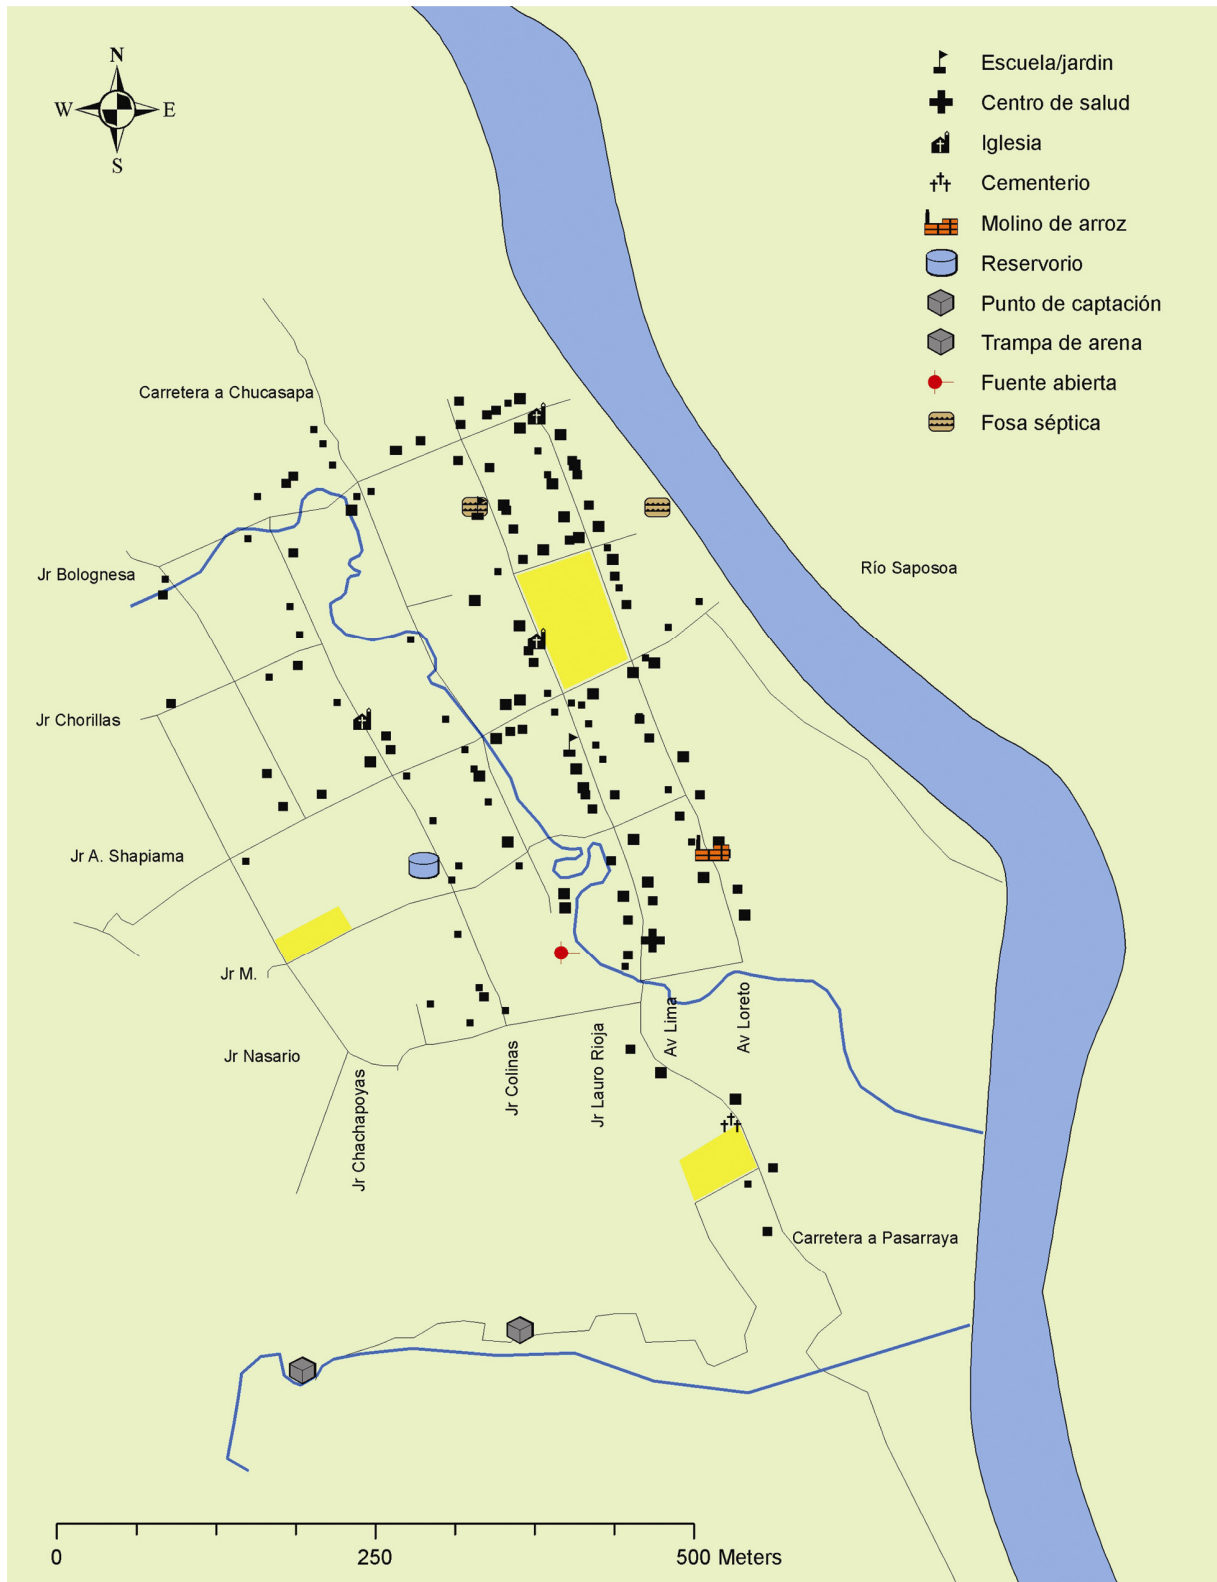 N
W E
S
Escuela/jardin
Centro de salud
Iglesia
Cementerio
Molino de arroz
Reservorio
Punto de captación
Trampa de arena
Fuente abierta
Fosa séptica
Carretera a Chucasapa
Jr Bolognesa
Río Saposoa
Jr Chorillas
Jr A. Shapiama
Jr M.
Jr Nasario
Jr Chachapoyas
Jr Colinas
Jr Lauro Rioja
Av Lima
Av Loreto
Carretera a Pasarraya
0 250 500 Meters